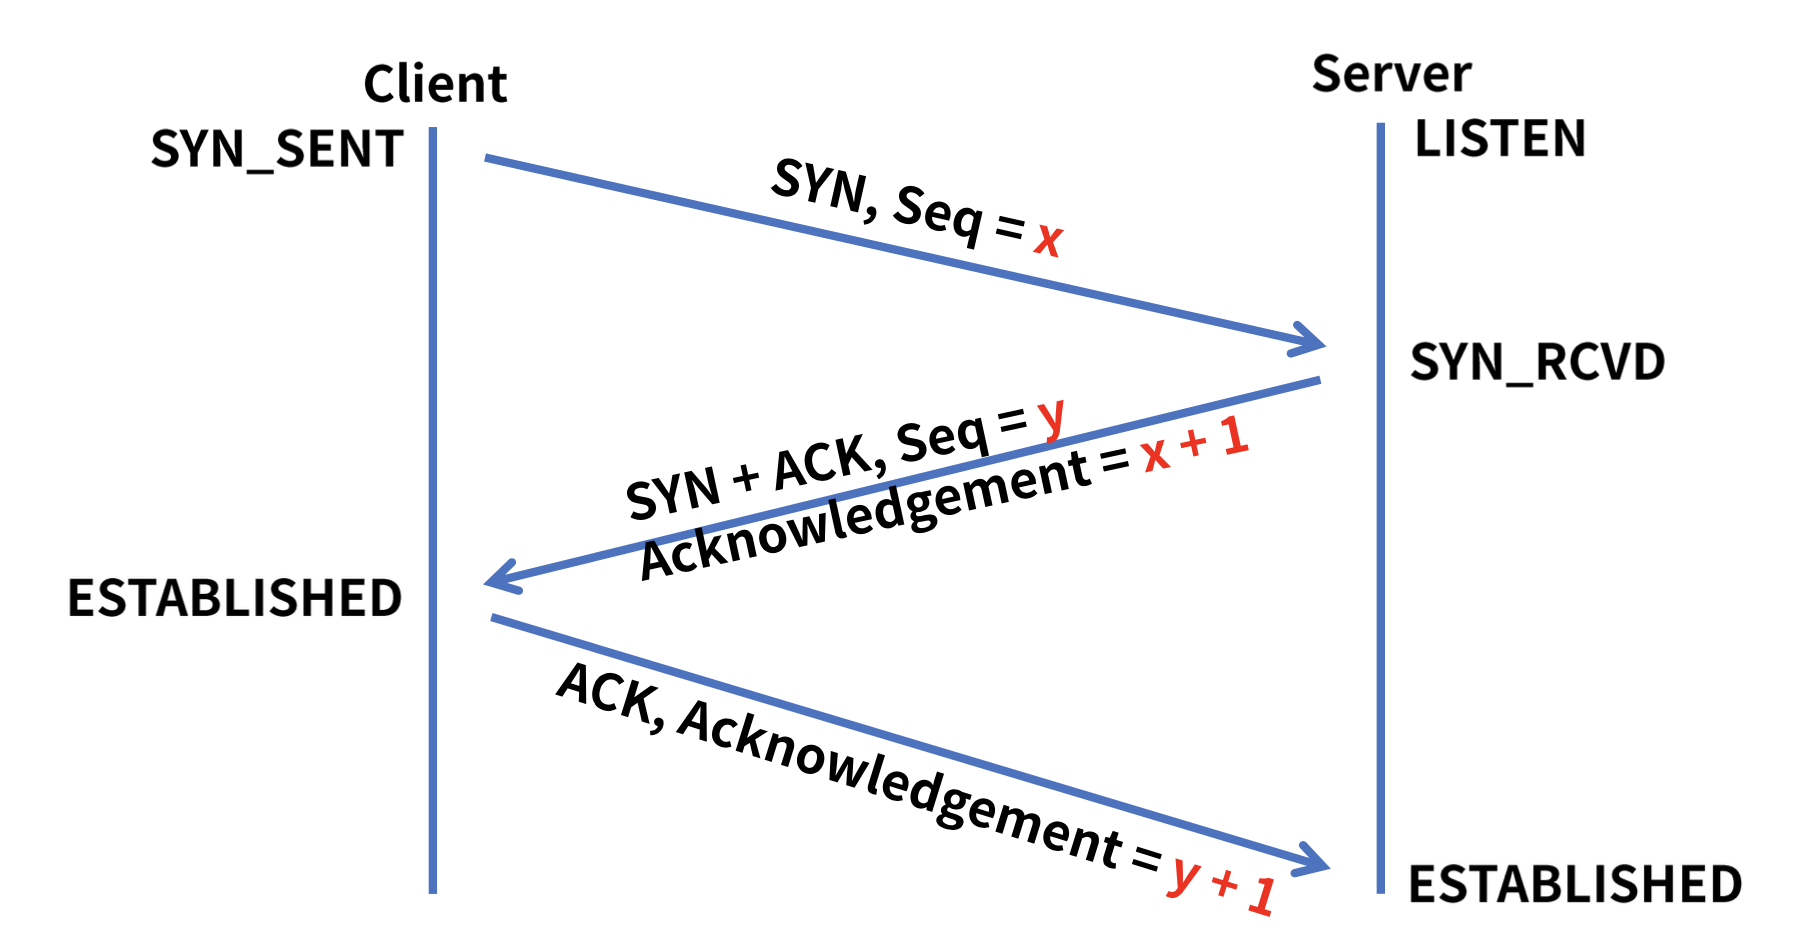 Client
Server
SYN_SENT
LISTEN
SYN, Seq = x
SYN_RCVD
SYN + ACK, Seq = y
Acknowledgement = x + 1
ESTABLISHED
ACK, Acknowledgement = y + 1
ESTABLISHED